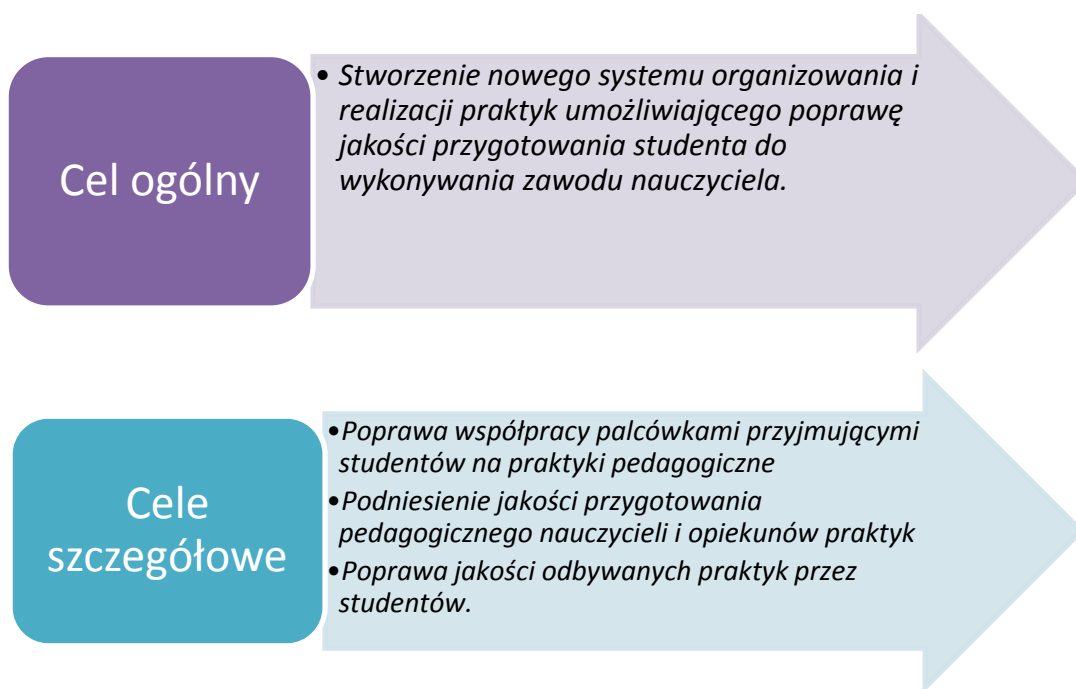 Cel ogólny
• Stworzenie nowego systemu organizowania i
realizacji praktyk umożliwiającego poprawę
jakości przygotowania studenta do
wykonywania zawodu nauczyciela.
Cele
szczegółowe
•Poprawa współpracy palcówkami przyjmującymi
studentów na praktyki pedagogiczne
•Podniesienie jakości przygotowania
pedagogicznego nauczycieli i opiekunów praktyk
•Poprawa jakości odbywanych praktyk przez
studentów.